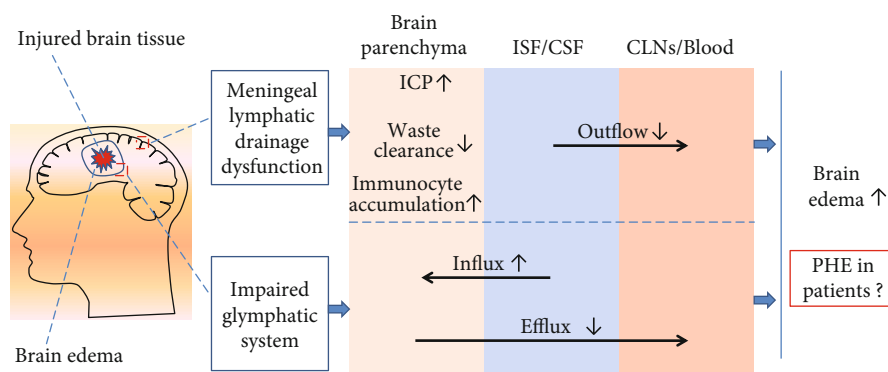 Injured brain tissue
Brain edema
Meningeal
lymphatic
drainage
dysfunction
Impaired
glymphatic
system
Brain
parenchyma
ISF/CSF
CLNs/Blood
ICP ↑
Waste
clearance ↓
Immunocyte
accumulation ↑
Outflow ↓
Influx ↑
Efflux ↓
Brain
edema ↑
PHE in
patients ?